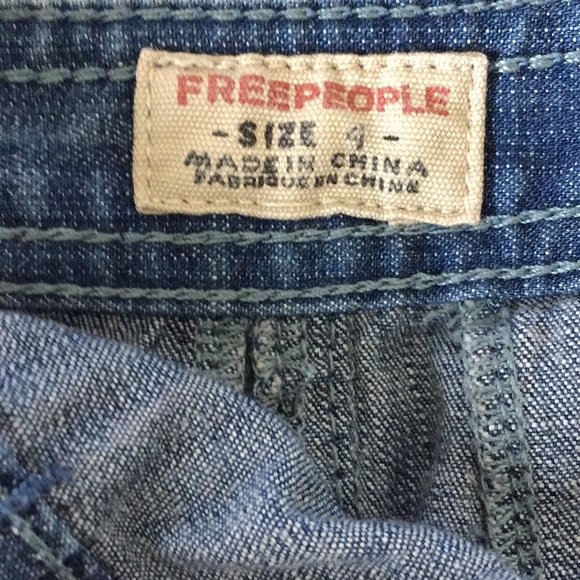 FREEPEOPLE
- SIZE 4 -
MADE IN CHINA
FABRIQUE EN CHINE